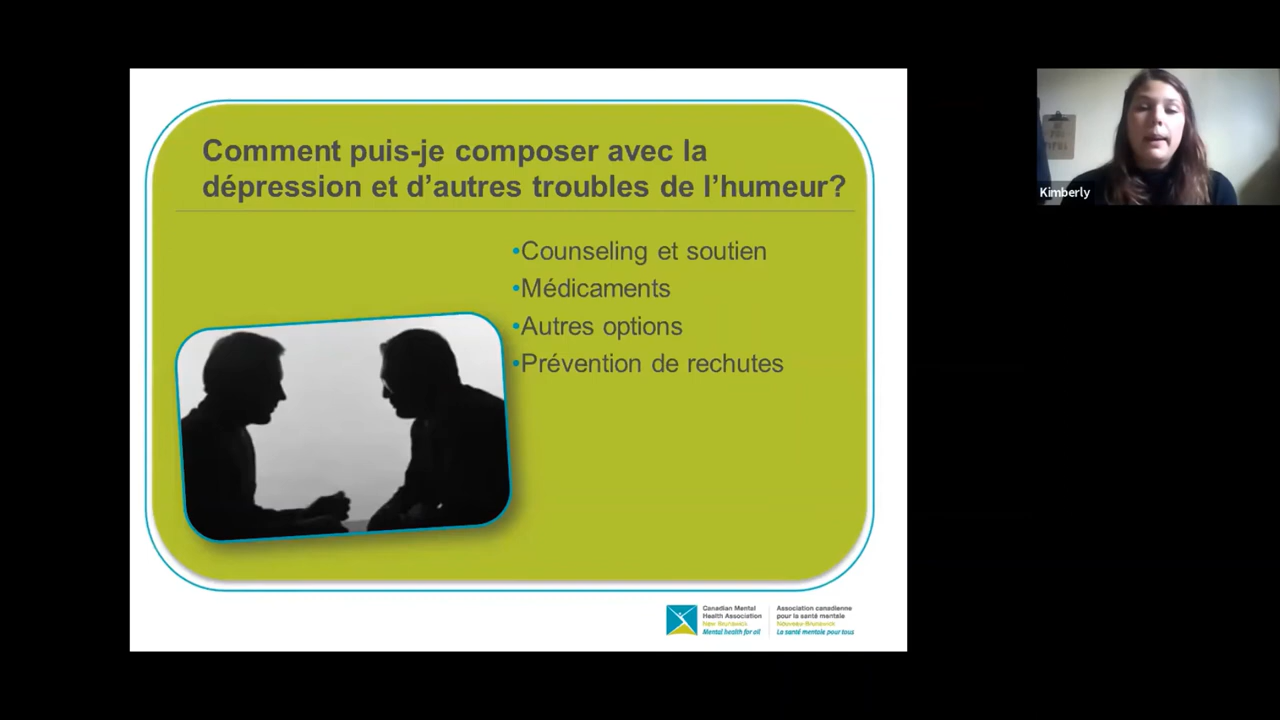 Comment puis-je composer avec la
dépression et d’autres troubles de l’humeur?
•Counseling et soutien
•Médicaments
•Autres options
•Prévention de rechutes
Kimberly
Canadian Mental
Health Association
New Brunswick
Mental health for all
Association canadienne
pour la santé mentale
Nouveau-Brunswick
La santé mentale pour tous